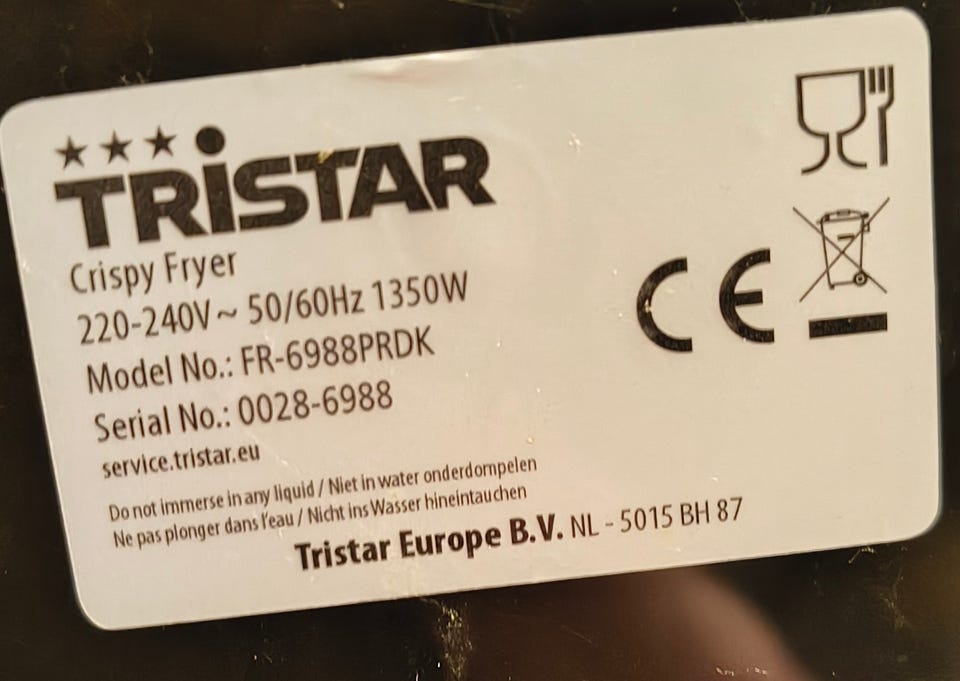 TRiSTAR
Crispy Fryer
220-240V ~ 50/60Hz 1350W
Model No.: FR-6988PRDK
Serial No.: 0028-6988
service.tristar.eu
Do not immerse in any liquid / Niet in water onderdompelen
Ne pas plonger dans l'eau / Nicht ins Wasser hineintauchen
Tristar Europe B.V. NL - 5015 BH 87
CE